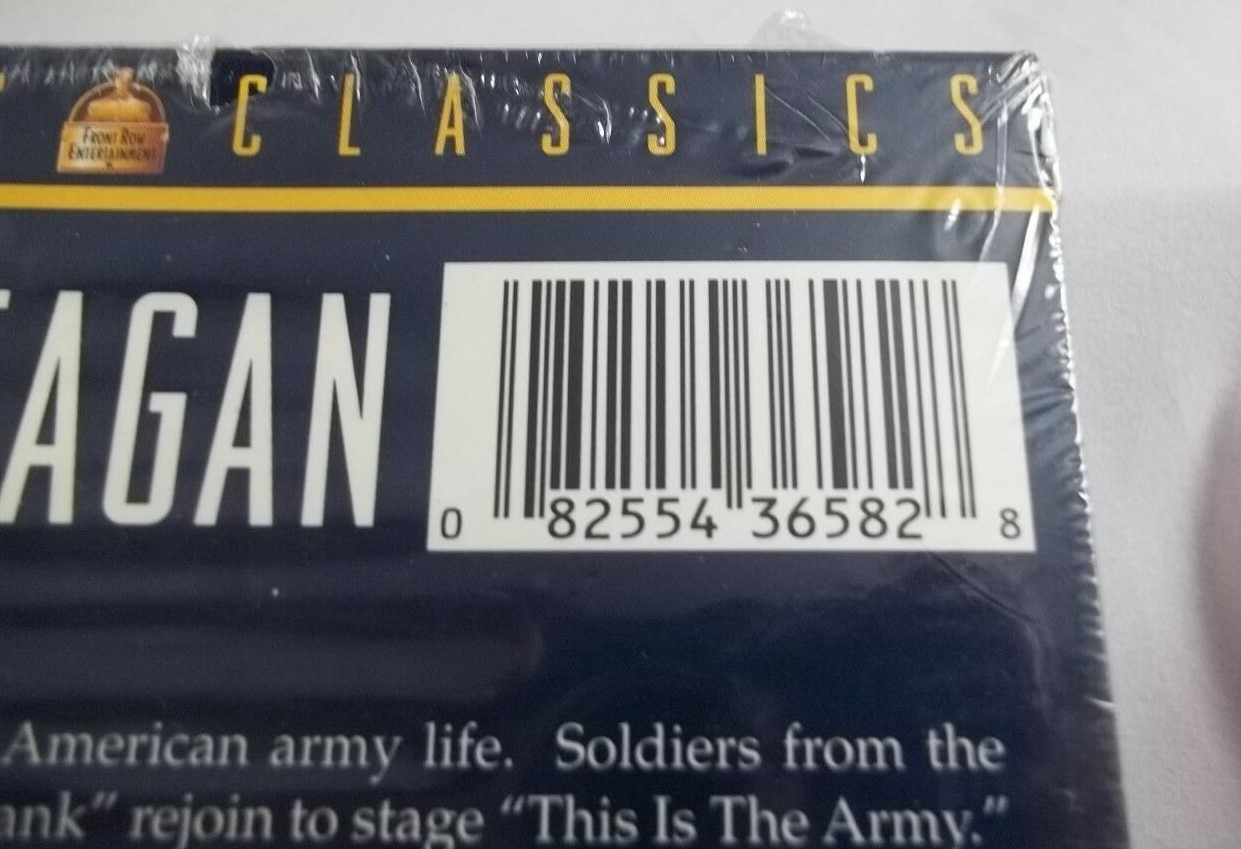 CLASSICS
FRONT ROW
ENTERTAINMENT
EAGAN
0 82554 36582 8
American army life. Soldiers from the
ank” rejoin to stage “This Is The Army.”